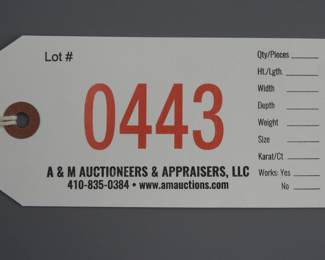 Lot #
0443
A & M AUCTIONEERS & APPRAISERS, LLC
410-835-0384 • www.amauctions.com
Qty/Pieces
Ht./Lgth.
Width
Depth
Weight
Size
Karat/Ct
Works: Yes
No